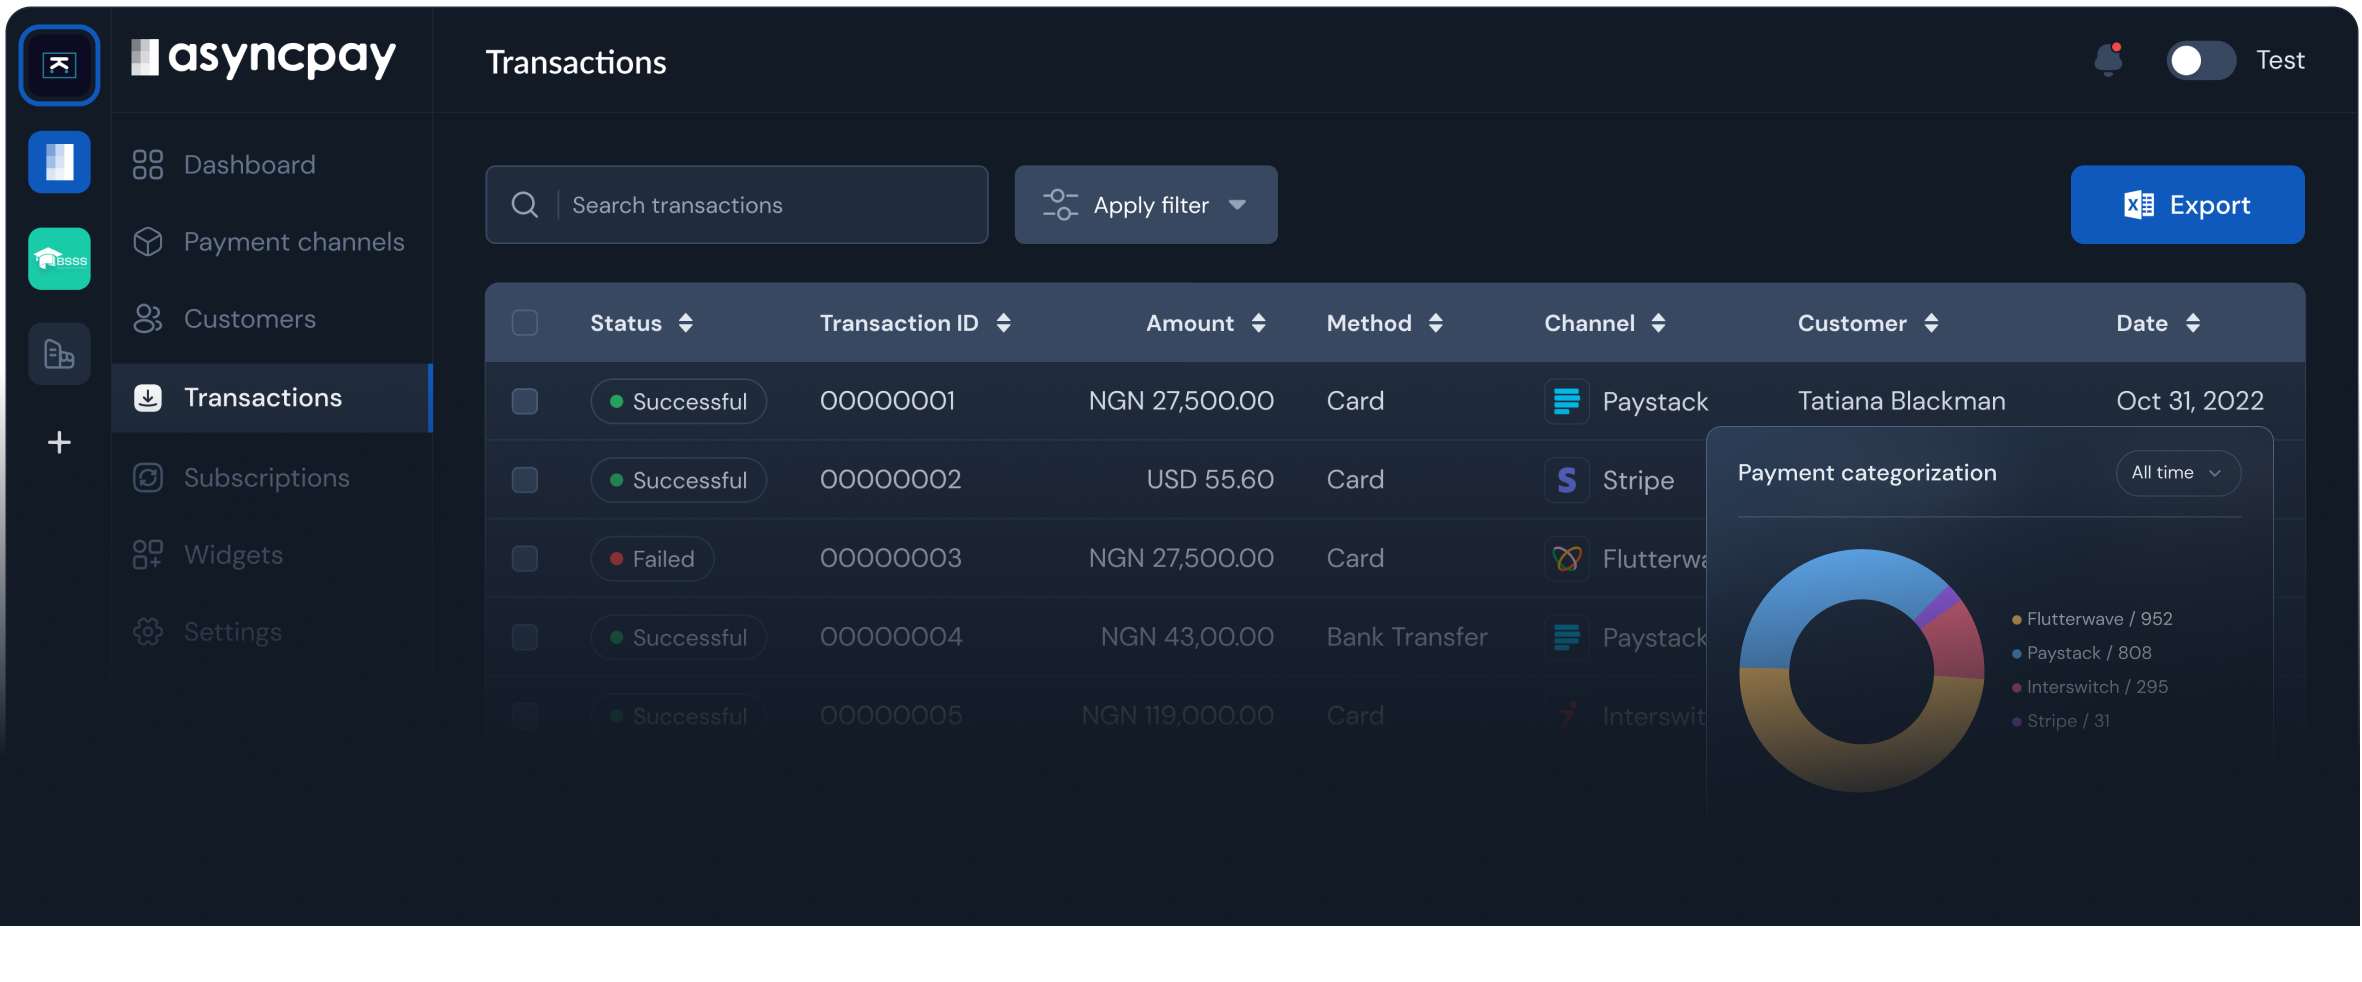 asyncpay
Transactions
Test
BSSS
Dashboard
Payment channels
Customers
Transactions
Subscriptions
Widgets
Settings
Search transactions
Apply filter
Export
Status Transaction ID Amount Method Channel Customer Date
Successful 00000001 NGN 27,500.00 Card Paystack Tatiana Blackman Oct 31, 2022
Successful 00000002 USD 55.60 Card Stripe
Failed 00000003 NGN 27,500.00 Card Flutterwa
Successful 00000004 NGN 43,00.00 Bank Transfer Paystack
Successful 00000005 NGN 119,000.00 Card Interswit
Payment categorization
All time
Flutterwave / 952
Paystack / 808
Interswitch / 295
Stripe / 31